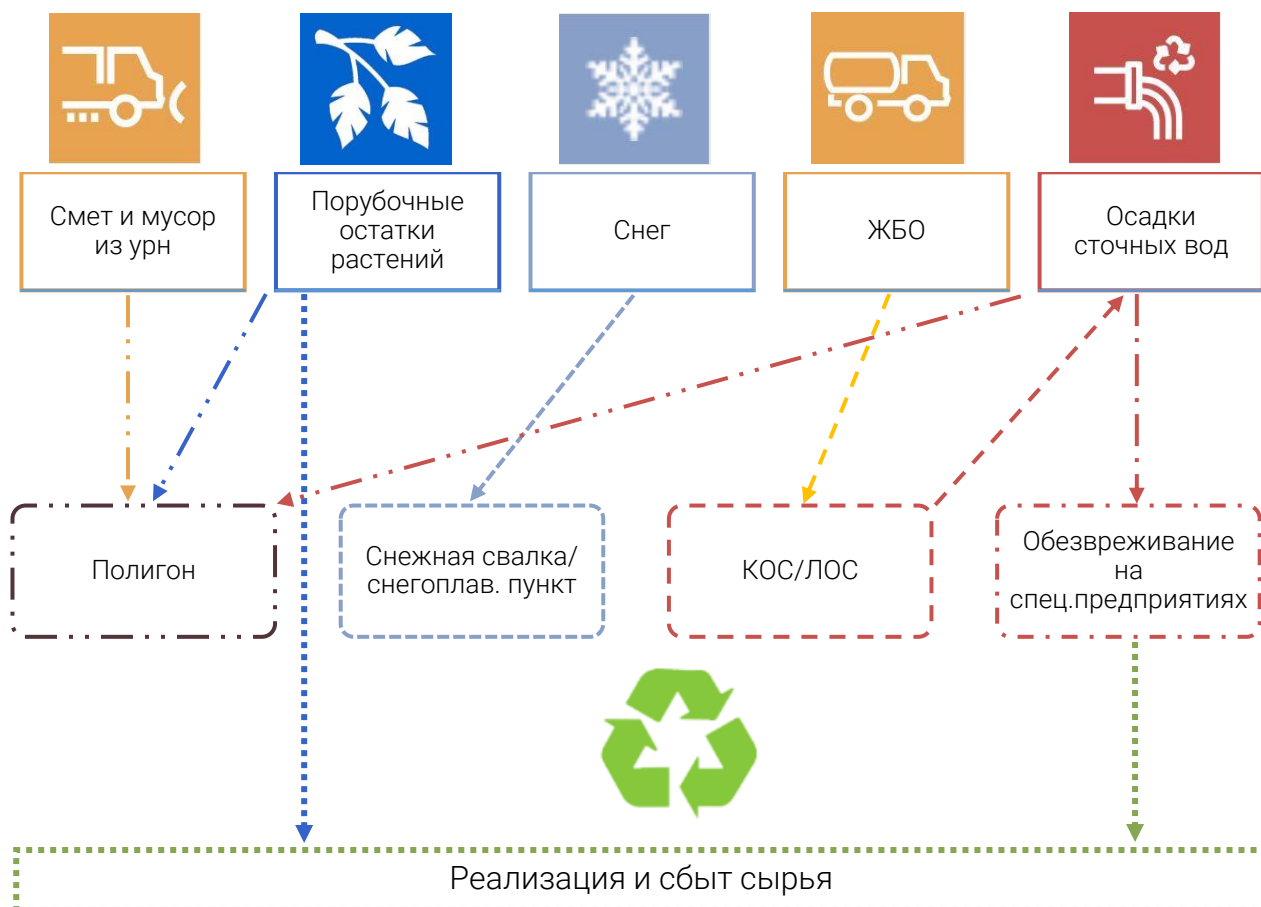 Смет и мусор
из урн
Порубочные
остатки
растений
Снег
ЖБО
Осадки
сточных вод
Полигон
Снежная свалка/
снегоплав. пункт
КОС/ЛОС
Обезвреживание
на
спец.предприятиях
Реализация и сбыт сырья